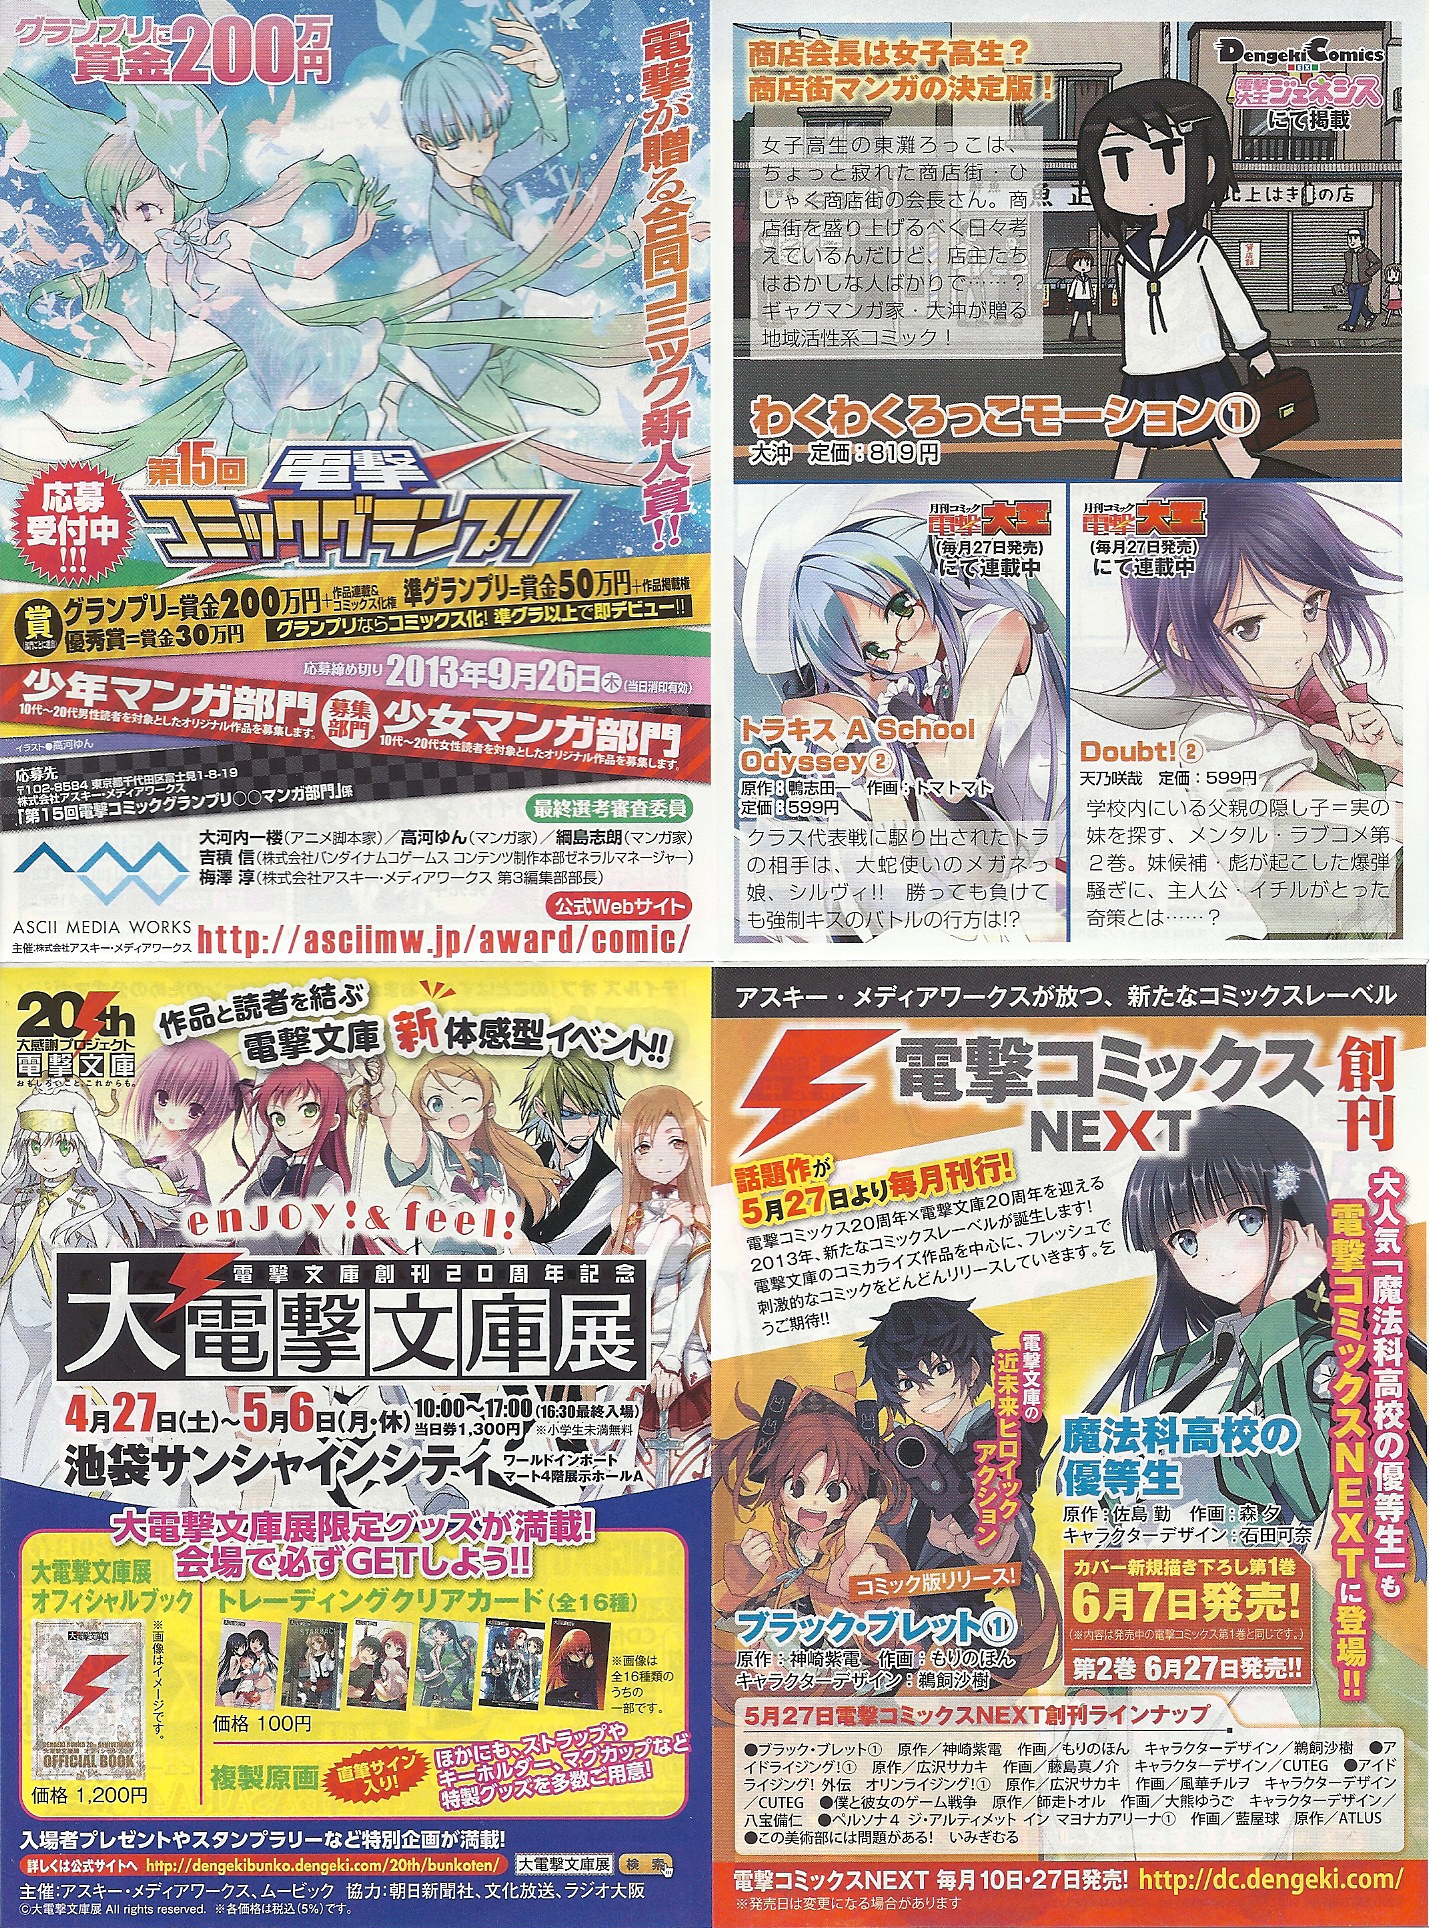 グランプリに
賞金200万円
電撃が贈る合同コミック新人賞!!
第15回 電撃
コミックグランプリ
応募
受付中
!!!
賞
グランプリ=賞金200万円+作品連載&コミックス化権 準グランプリ=賞金50万円+作品掲載権
優秀賞=賞金30万円 グランプリならコミックス化! 準グラ以上で即デビュー!!
応募締め切り 2013年9月26日木(当日消印有効)
少年マンガ部門 募集部門 少女マンガ部門
10代〜20代男性読者を対象としたオリジナル作品を募集します。
10代〜20代女性読者を対象としたオリジナル作品を募集します。
イラスト●高河ゆん
応募先
〒102-8584 東京都千代田区富士見1-8-19
株式会社アスキー・メディアワークス
「第15回電撃コミックグランプリ○○マンガ部門」係
最終選考審査委員
大河内一楼(アニメ脚本家)/高河ゆん(マンガ家)/綱島志朗(マンガ家)
吉積 信(株式会社バンダイナムコゲームス コンテンツ制作本部ゼネラルマネージャー)
梅澤 淳(株式会社アスキー・メディアワークス 第3編集部部長)
公式Webサイト
ASCII MEDIA WORKS
主催:株式会社アスキー・メディアワークス
http://asciimw.jp/award/comic/
商店会長は女子高生?
商店街マンガの決定版!
Dengeki Comics
EX
電撃大王ジェネシス
にて掲載
女子高生の東灘ろっこは、
ちょっと寂れた商店街・ひ
しゃく商店街の会長さん。商
店街を盛り上げるべく日々考
えているんだけど、店主たち
はおかしな人ばかりで……?
ギャグマンガ家・大沖が贈る
地域活性系コミック!
魚正
北上はきもの店
わくわくろっこモーション①
大沖 定価:819円
月刊コミック
電撃大王
(毎月27日発売)
にて連載中
トラキス A School
Odyssey②
原作:鴨志田一 作画:トマトマト
定価:599円
クラス代表戦に駆り出されたトラ
の相手は、大蛇使いのメガネっ
娘、シルヴィ!! 勝っても負けて
も強制キスのバトルの行方は!?
月刊コミック
電撃大王
(毎月27日発売)
にて連載中
Doubt!②
天乃咲哉 定価:599円
学校内にいる父親の隠し子=実の
妹を探す、メンタル・ラブコメ第
2巻。妹候補・彪が起こした爆弾
騒ぎに、主人公・イチルがとった
奇策とは……?
20th
大感謝プロジェクト
電撃文庫
おもしろいこと、これからも。
作品と読者を結ぶ
電撃文庫 新 体感型イベント!!
enjoy!&feel!
電撃文庫創刊20周年記念
大電撃文庫展
4月27日(土)〜5月6日(月・休) 10:00〜17:00(16:30最終入場)
当日券1,300円 ※小学生未満無料
池袋サンシャインシティ ワールドインポート
マート4階展示ホールA
大電撃文庫展限定グッズが満載!
会場で必ずGETしよう!!
大電撃文庫展
オフィシャルブック
※画像はイメージです。
OFFICIAL BOOK
価格 1,200円
トレーディングクリアカード(全16種)
※画像は
全16種類の
うちの
一部です。
価格 100円
複製原画 直筆サイン入り!
ほかにも、ストラップや
キーホルダー、マグカップなど
特製グッズを多数ご用意!
入場者プレゼントやスタンプラリーなど特別企画が満載!
詳しくは公式サイトへ http://dengekibunko.dengeki.com/20th/bunkoten/ 大電撃文庫展 検索
主催:アスキー・メディアワークス、ムービック 協力:朝日新聞社、文化放送、ラジオ大阪
©大電撃文庫展 All rights reserved. ※各価格は税込(5%)です。
アスキー・メディアワークスが放つ、新たなコミックスレーベル
電撃コミックス
NEXT
創刊
話題作が
5月27日より毎月刊行!
電撃コミックス20周年×電撃文庫20周年を迎える
2013年、新たなコミックスレーベルが誕生します!
電撃文庫のコミカライズ作品を中心に、フレッシュで
刺激的なコミックをどんどんリリースしていきます。乞
うご期待!!
大人気「魔法科高校の優等生」も
電撃コミックスNEXTに登場!!
電撃文庫の
近未来ヒロイック
アクション
コミック版リリース!
ブラック・ブレット①
原作:神崎紫電 作画:もりのほん
キャラクターデザイン:鵜飼沙樹
魔法科高校の
優等生
原作:佐島 勤 作画:森 夕
キャラクターデザイン:石田可奈
カバー新規描き下ろし第1巻
6月7日発売!
(※内容は発売中の電撃コミックス第1巻と同じです。)
第2巻 6月27日発売!!
5月27日電撃コミックスNEXT創刊ラインナップ
●ブラック・ブレット① 原作/神崎紫電 作画/もりのほん キャラクターデザイン/鵜飼沙樹 ●ア
イドライジング!① 原作/広沢サカキ 作画/藤島真ノ介 キャラクターデザイン/CUTEG ●アイド
ライジング! 外伝 オリンライジング!① 原作/広沢サカキ 作画/風華チルヲ キャラクターデザイン
/CUTEG ●僕と彼女のゲーム戦争 原作/師走トオル 作画/大熊ゆうご キャラクターデザイン/
八宝備仁 ●ペルソナ4 ジ・アルティメット イン マヨナカアリーナ① 作画/藍屋球 原作/ATLUS
●この美術部には問題がある! いみぎむる
電撃コミックスNEXT 毎月10日・27日発売! http://dc.dengeki.com/
※発売日は変更になる場合があります